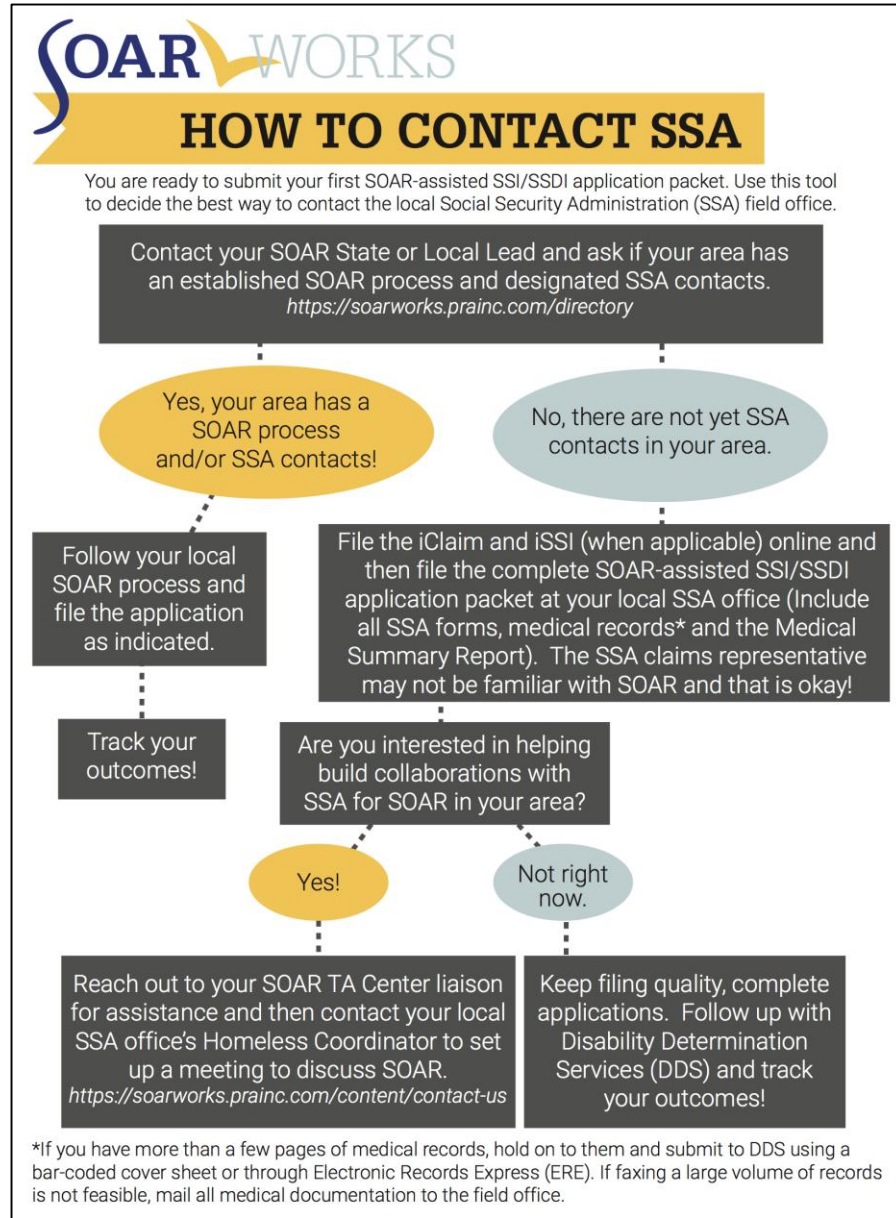 SOAR WORKS
HOW TO CONTACT SSA
You are ready to submit your first SOAR-assisted SSI/SSDI application packet. Use this tool
to decide the best way to contact the local Social Security Administration (SSA) field office.
Contact your SOAR State or Local Lead and ask if your area has
an established SOAR process and designated SSA contacts.
https://soarworks.prainc.com/directory
Yes, your area has a
SOAR process
and/or SSA contacts!
No, there are not yet SSA
contacts in your area.
Follow your local
SOAR process and
file the application
as indicated.
File the iClaim and iSSI (when applicable) online and
then file the complete SOAR-assisted SSI/SSDI
application packet at your local SSA office (Include
all SSA forms, medical records* and the Medical
Summary Report). The SSA claims representative
may not be familiar with SOAR and that is okay!
Track your
outcomes!
Are you interested in helping
build collaborations with
SSA for SOAR in your area?
Yes!
Not right
now.
Reach out to your SOAR TA Center liaison
for assistance and then contact your local
SSA office's Homeless Coordinator to set
up a meeting to discuss SOAR.
https://soarworks.prainc.com/content/contact-us
Keep filing quality, complete
applications. Follow up with
Disability Determination
Services (DDS) and track
your outcomes!
*If you have more than a few pages of medical records, hold on to them and submit to DDS using a
bar-coded cover sheet or through Electronic Records Express (ERE). If faxing a large volume of records
is not feasible, mail all medical documentation to the field office.